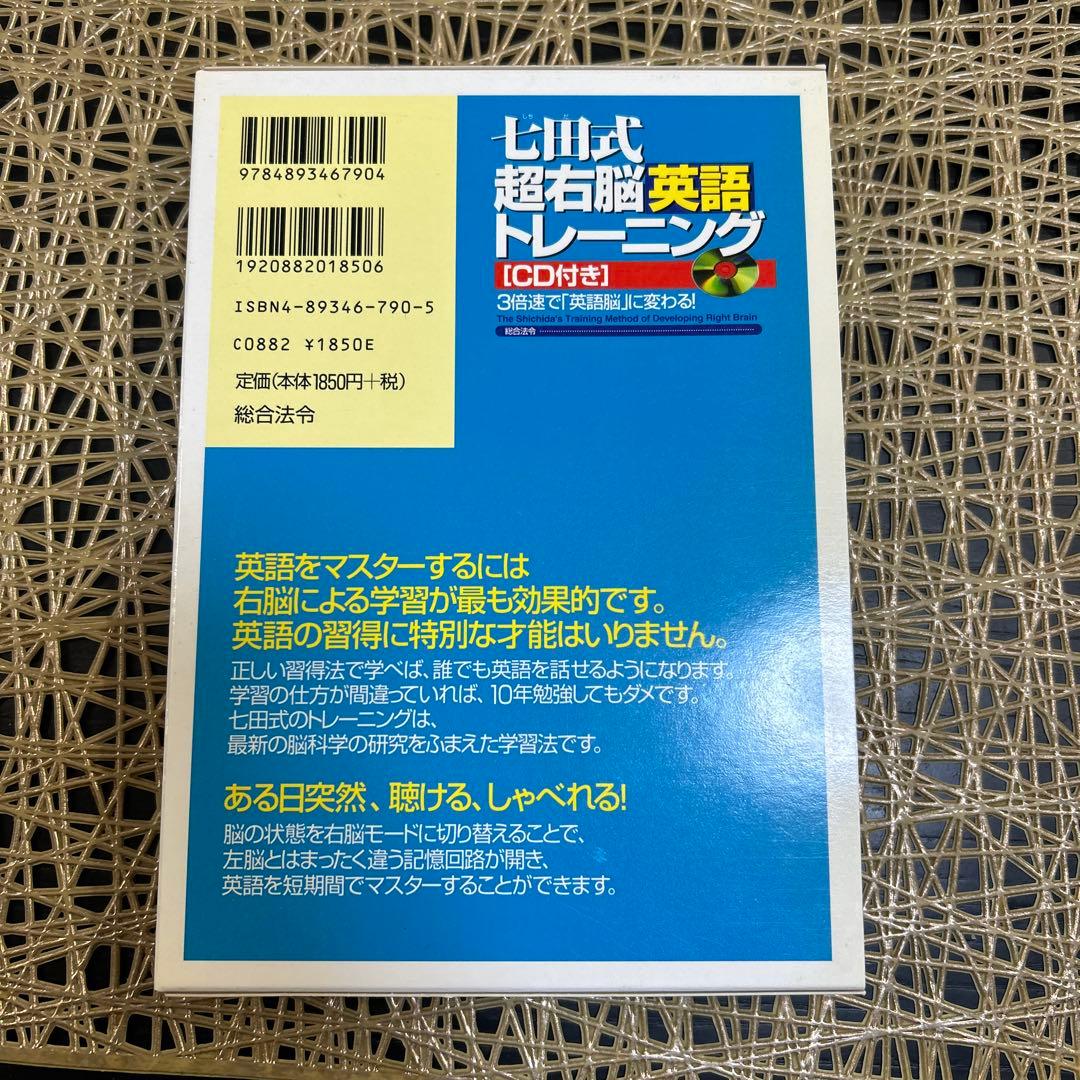 9784893467904
1920882018506
ISBN4-89346-790-5
C0882 ¥1850E
定価(本体1850円+税)
総合法令
しちだ
七田式
超右脳英語
トレーニング
[CD付き]
3倍速で「英語脳」に変わる!
The Shichida's Training Method of Developing Right Brain
総合法令
英語をマスターするには
右脳による学習が最も効果的です。
英語の習得に特別な才能はいりません。
正しい習得法で学べば、誰でも英語を話せるようになります。
学習の仕方が間違っていれば、10年勉強してもダメです。
七田式のトレーニングは、
最新の脳科学の研究をふまえた学習法です。
ある日突然、聴ける、しゃべれる!
脳の状態を右脳モードに切り替えることで、
左脳とはまったく違う記憶回路が開き、
英語を短期間でマスターすることができます。